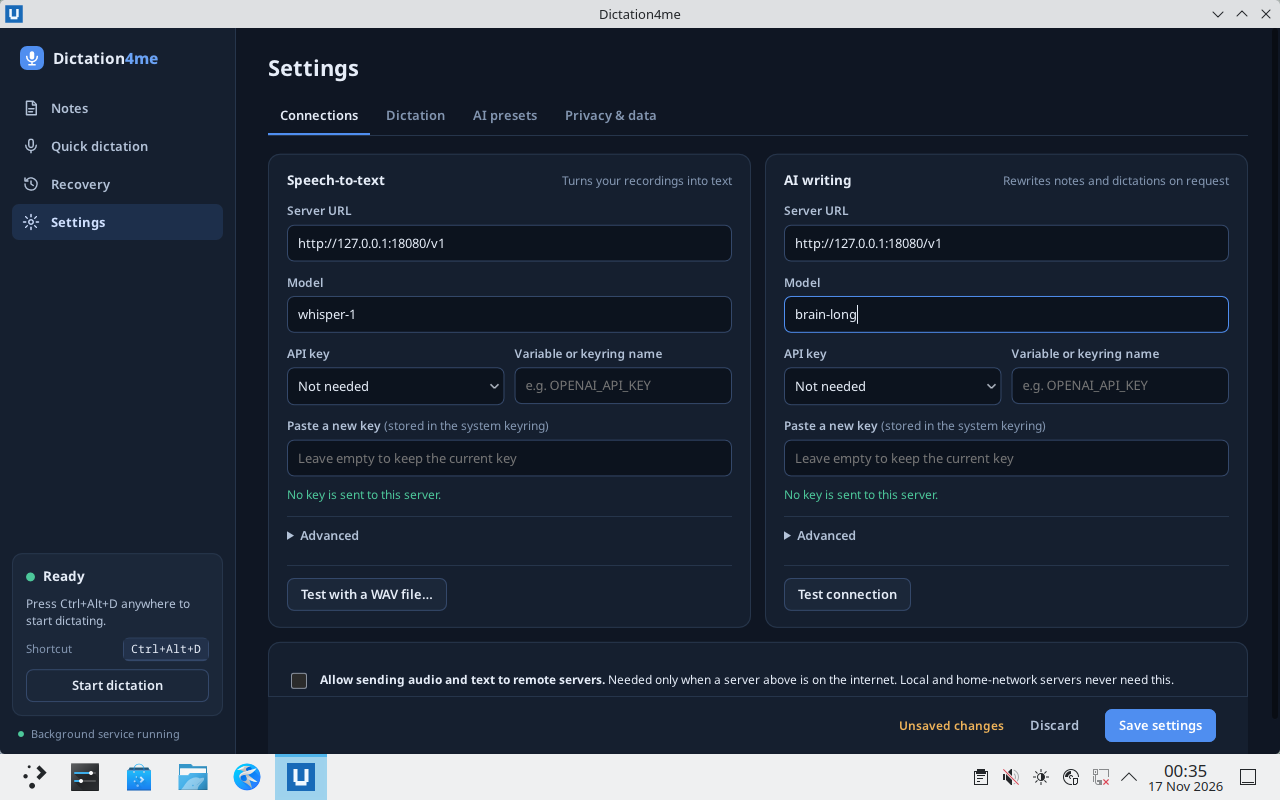 Dictation4me
Dictation4me
Notes
Quick dictation
Recovery
Settings
Ready
Press Ctrl+Alt+D anywhere to
start dictating.
Shortcut
Ctrl+Alt+D
Start dictation
Background service running
Settings
Connections
Dictation
AI presets
Privacy & data
Speech-to-text
Turns your recordings into text
Server URL
http://127.0.0.1:18080/v1
Model
whisper-1
API key
Variable or keyring name
Not needed
e.g. OPENAI_API_KEY
Paste a new key (stored in the system keyring)
Leave empty to keep the current key
No key is sent to this server.
Advanced
Test with a WAV file...
AI writing
Rewrites notes and dictations on request
Server URL
http://127.0.0.1:18080/v1
Model
brain-long
API key
Variable or keyring name
Not needed
e.g. OPENAI_API_KEY
Paste a new key (stored in the system keyring)
Leave empty to keep the current key
No key is sent to this server.
Advanced
Test connection
Allow sending audio and text to remote servers. Needed only when a server above is on the internet. Local and home-network servers never need this.
Unsaved changes
Discard
Save settings
00:35
17 Nov 2026